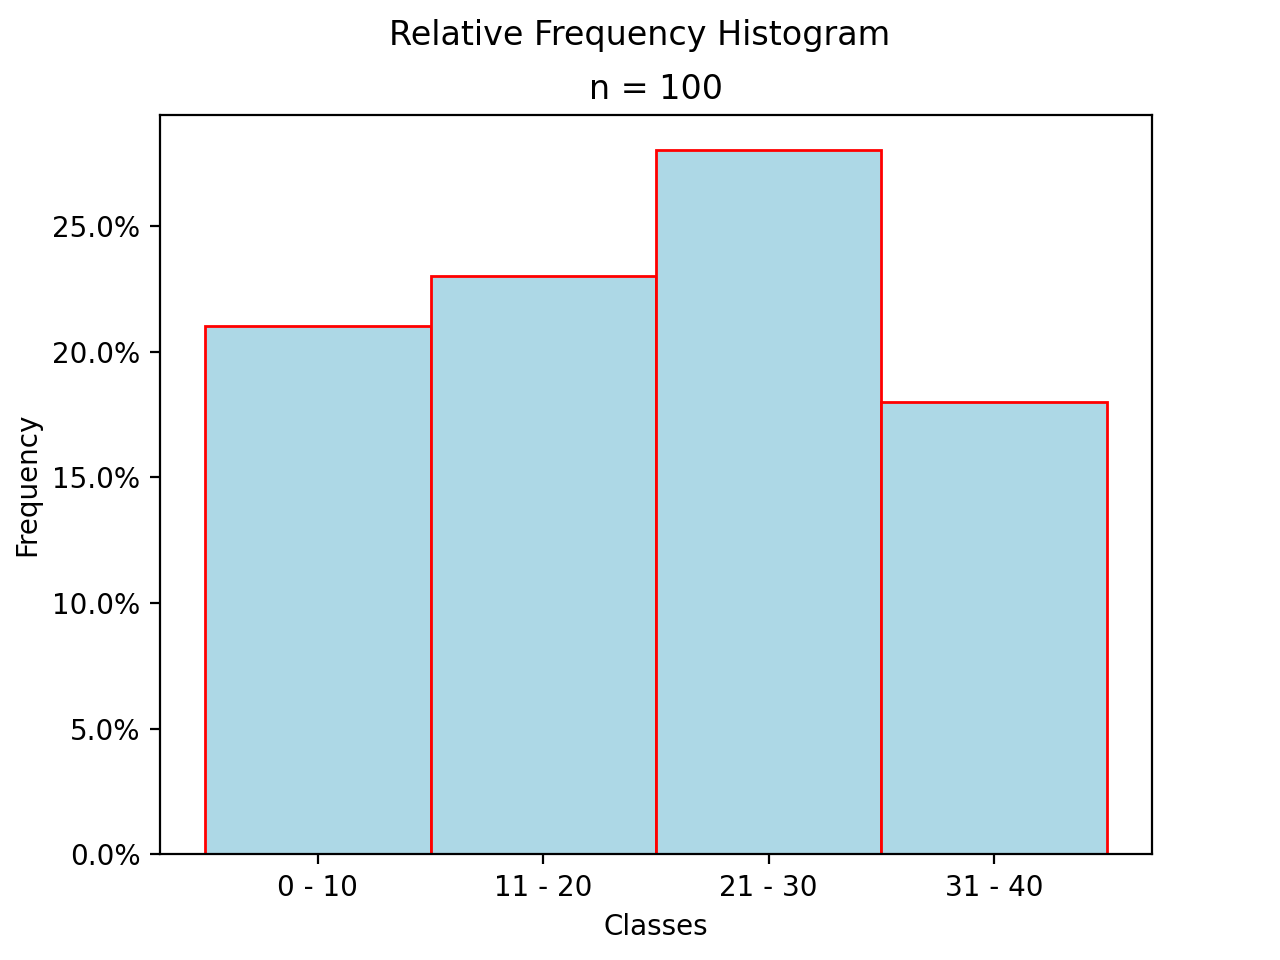 Relative Frequency Histogram
n = 100
25.0%
20.0%
15.0%
10.0%
5.0%
0.0%
Frequency
0 - 10
11 - 20
21 - 30
31 - 40
Classes